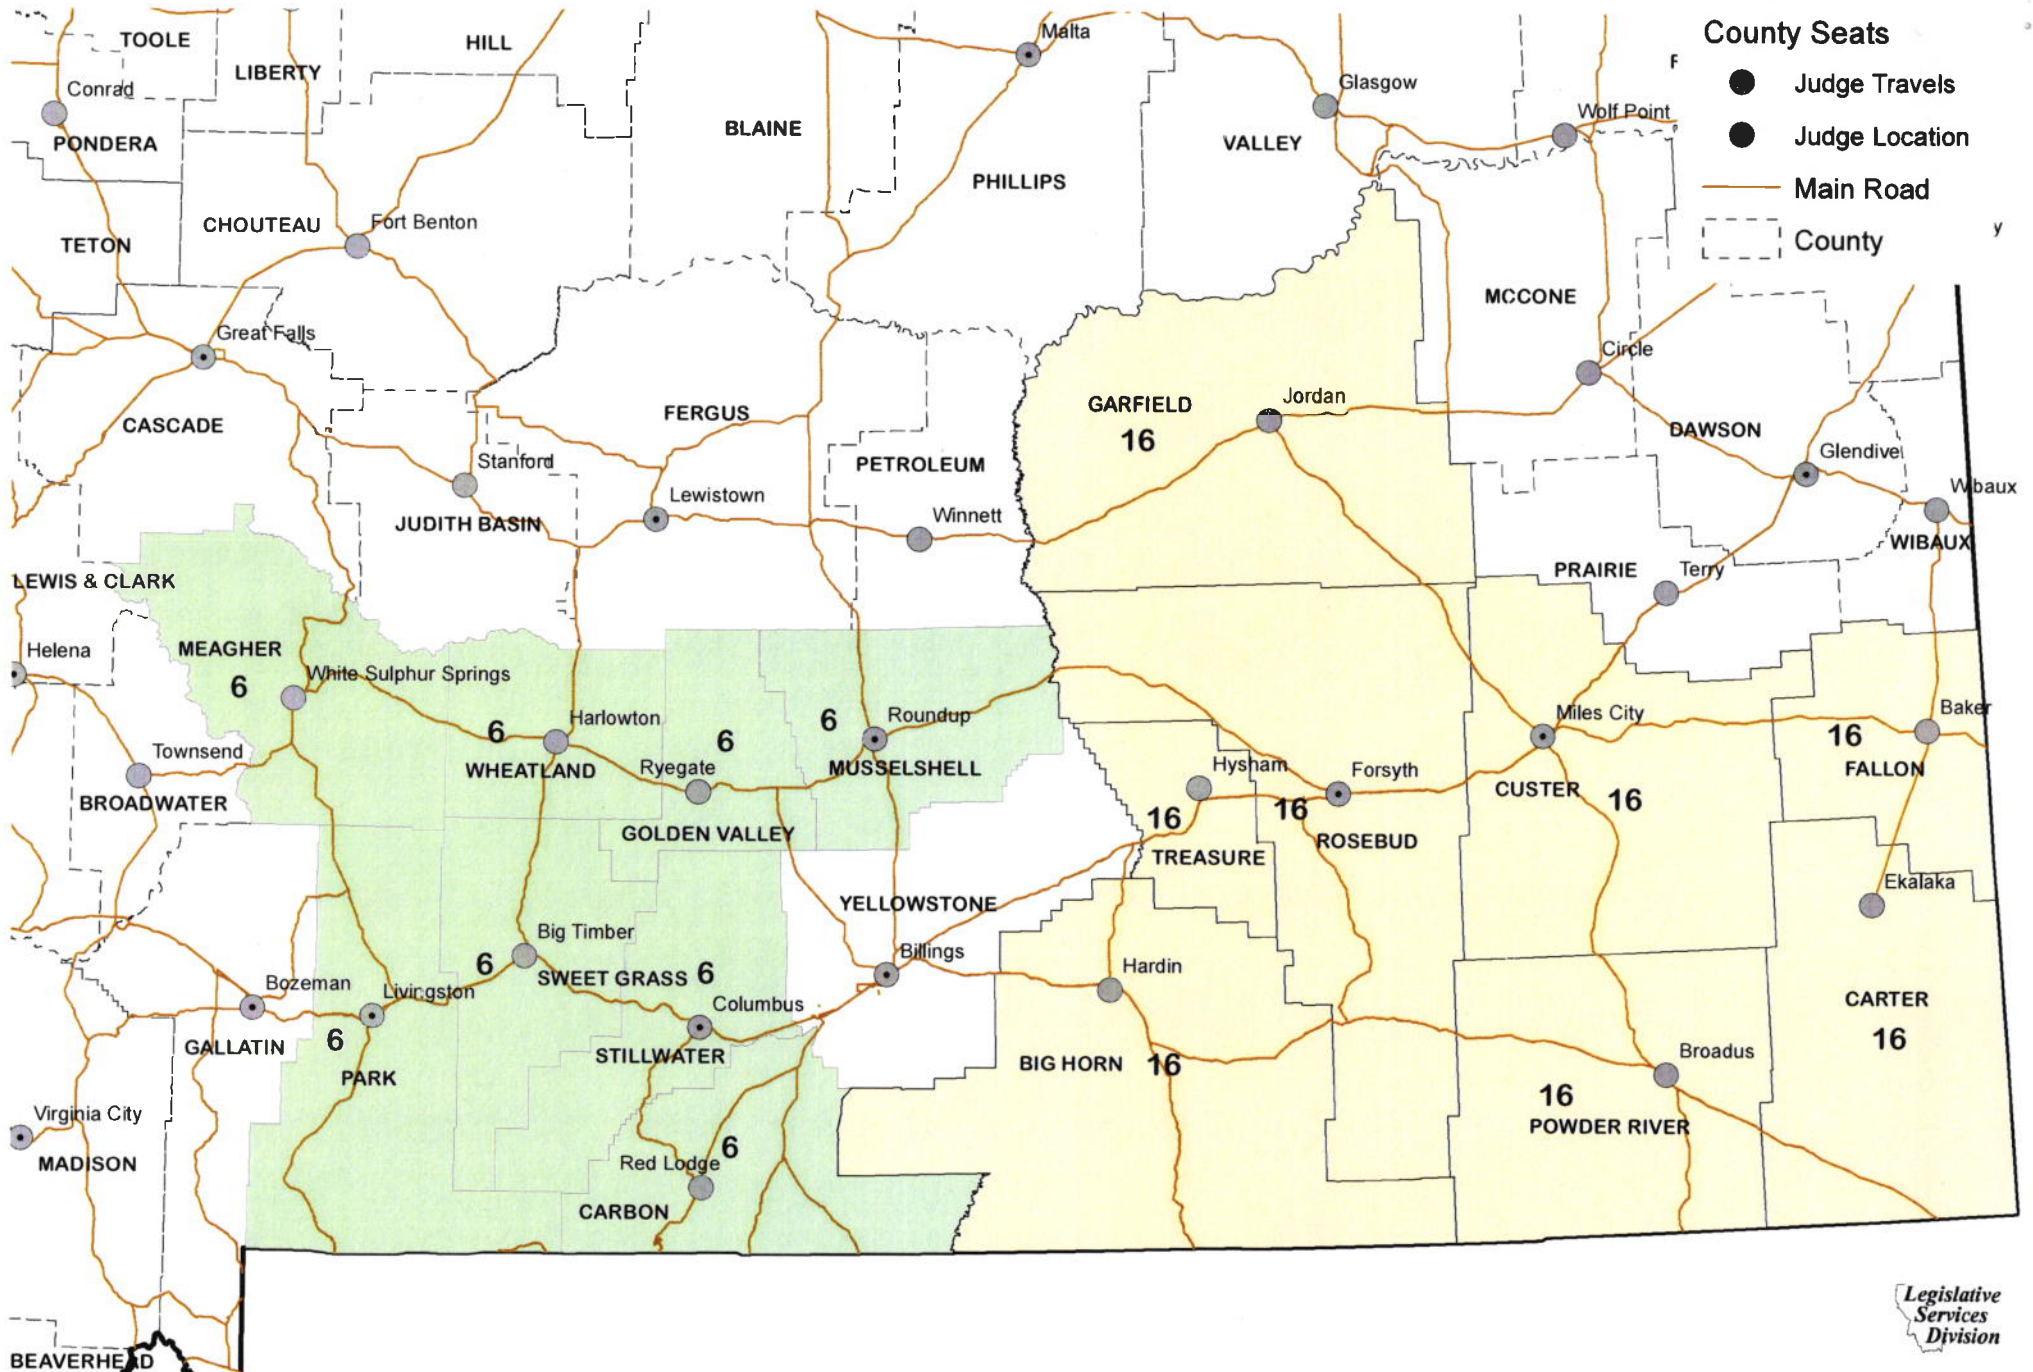 County Seats
Judge Travels
Judge Location
Main Road
County
y
F
TOOLE
HILL
LIBERTY
Malta
Conrad
Glasgow
Wolf Point
PONDERA
BLAINE
VALLEY
PHILLIPS
CHOUTEAU
Fort Benton
TETON
MCCONE
Great Falls
Circle
Jordan
GARFIELD
16
FERGUS
CASCADE
DAWSON
Glendive
Stanford
PETROLEUM
Wibaux
Lewistown
Winnett
JUDITH BASIN
WIBAUX
LEWIS & CLARK
PRAIRIE
Terry
Helena
MEAGHER
6
White Sulphur Springs
Harlowton
6
6
6
Roundup
Miles City
Baker
16
Townsend
WHEATLAND
Ryegate
MUSSELSHELL
Hysham
Forsyth
FALLON
CUSTER
16
BROADWATER
GOLDEN VALLEY
16
16
ROSEBUD
TREASURE
Ekalaka
YELLOWSTONE
Big Timber
Billings
6
SWEET GRASS
6
Hardin
Bozeman
Livingston
Columbus
CARTER
16
GALLATIN
6
STILLWATER
PARK
BIG HORN
16
Broadus
16
POWDER RIVER
Virginia City
MADISON
6
Red Lodge
CARBON
Legislative
Services
Division
BEAVERHEAD